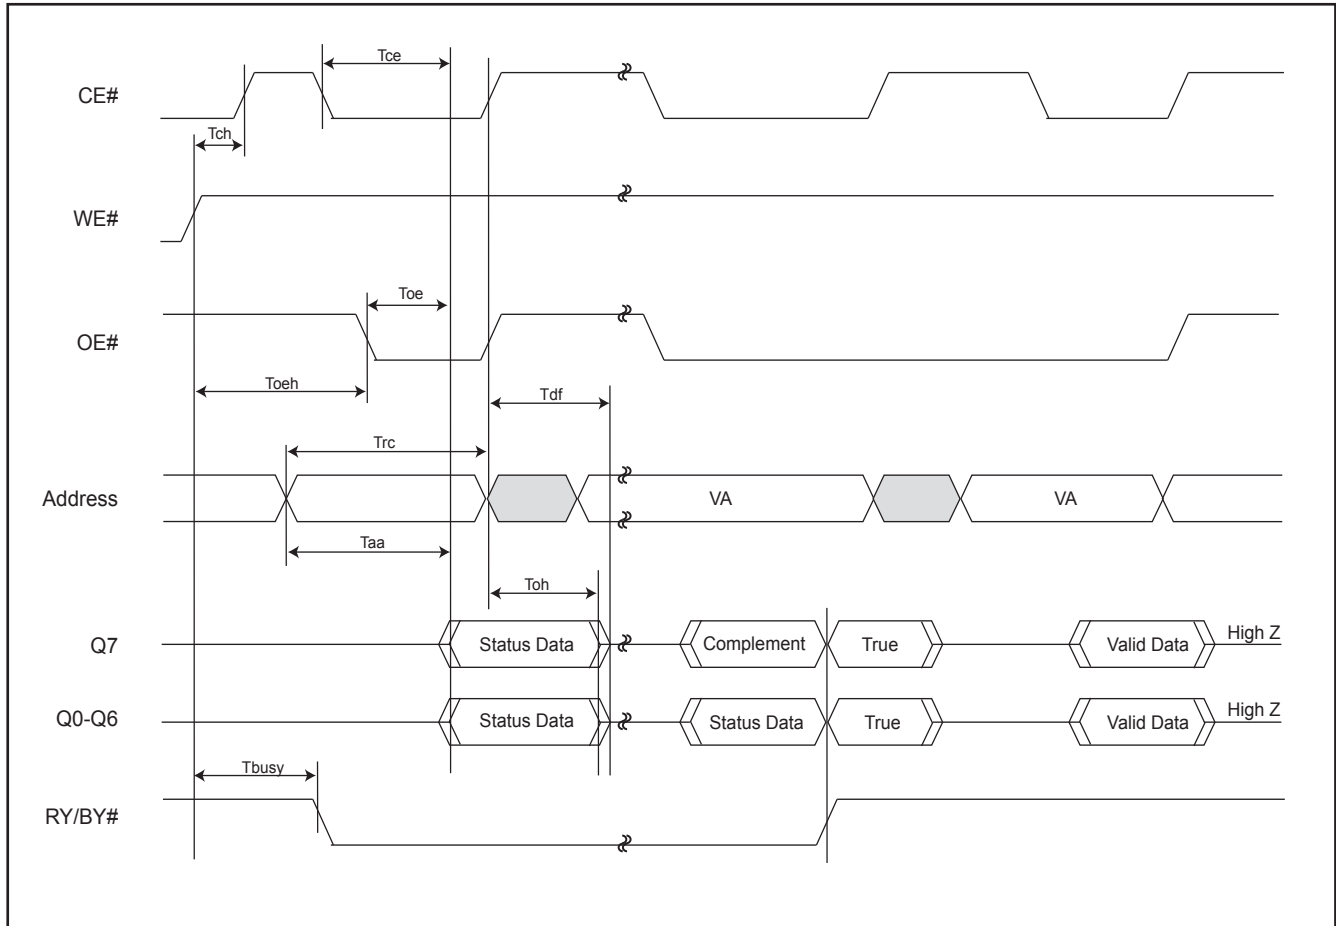 Tce
CE#
Tch
WE#
Toe
OE#
Toeh
Tdf
Trc
Address
VA
VA
Taa
Toh
Q7
Status Data
Complement
True
Valid Data
High Z
Q0-Q6
Status Data
Status Data
True
Valid Data
High Z
Tbusy
RY/BY#